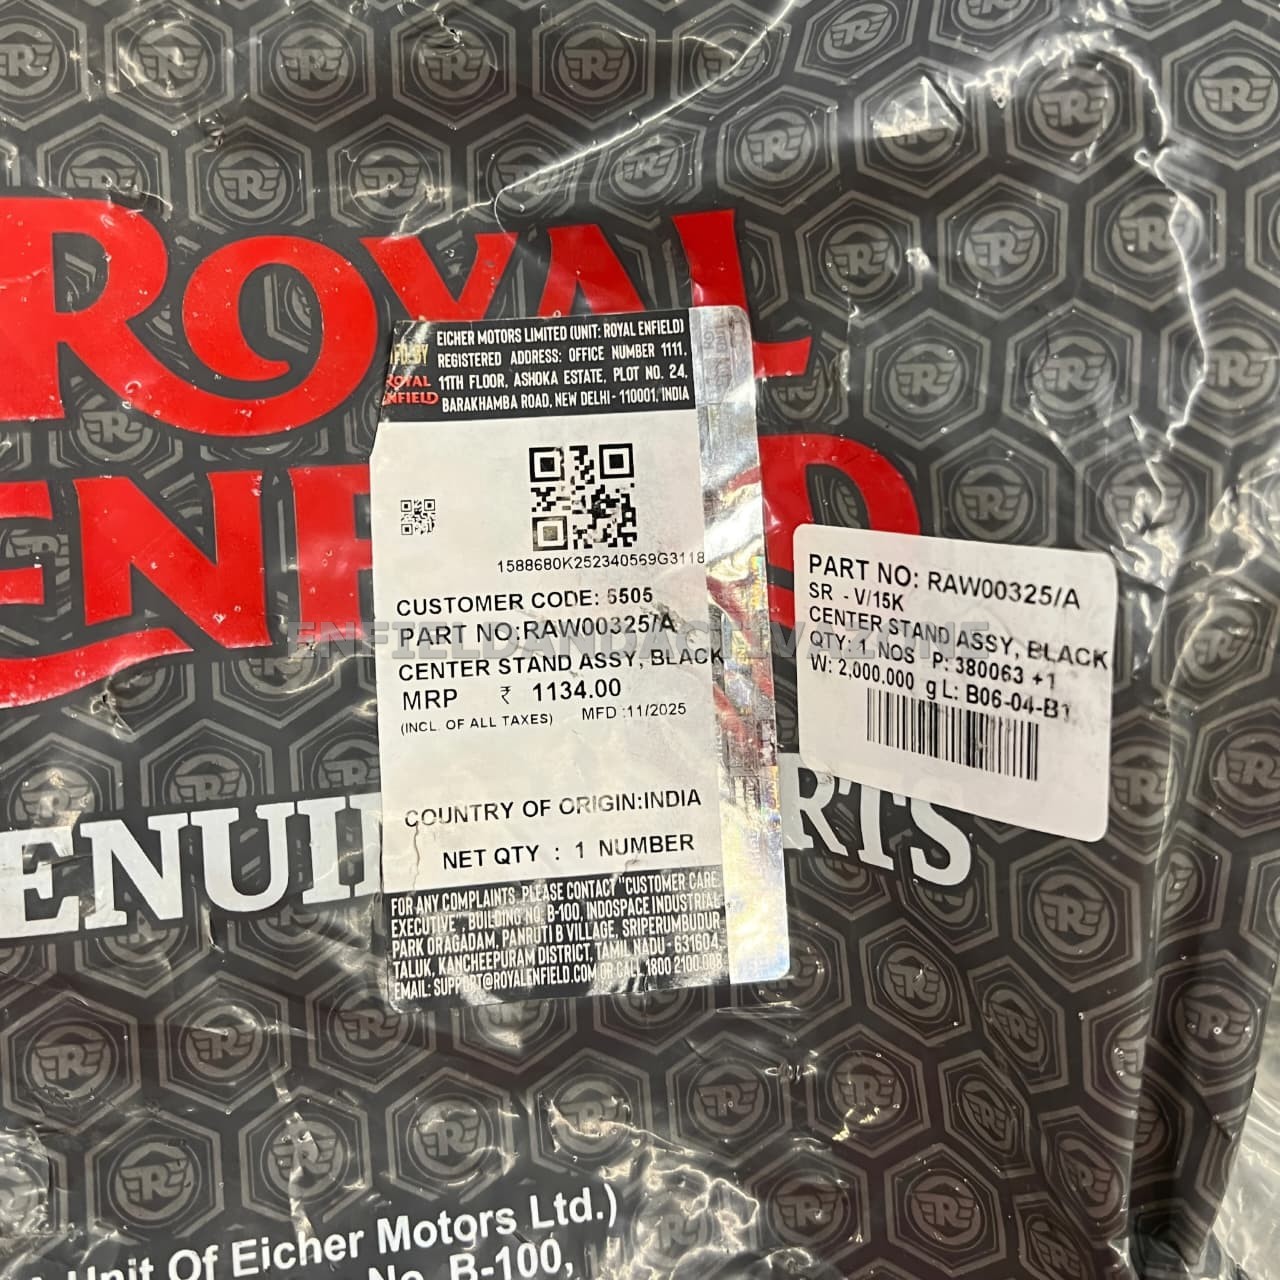 ROYAL
ENFIELD
GENUINE PARTS
MFD BY
ROYAL
ENFIELD
EICHER MOTORS LIMITED (UNIT: ROYAL ENFIELD)
REGISTERED ADDRESS: OFFICE NUMBER 1111,
11TH FLOOR, ASHOKA ESTATE, PLOT NO. 24,
BARAKHAMBA ROAD, NEW DELHI - 110001, INDIA
1588680K252340569G3118
CUSTOMER CODE: 6505
PART NO:RAW00325/A
CENTER STAND ASSY, BLACK
MRP ₹ 1134.00
(INCL. OF ALL TAXES) MFD :11/2025
COUNTRY OF ORIGIN:INDIA
NET QTY : 1 NUMBER
FOR ANY COMPLAINTS, PLEASE CONTACT "CUSTOMER CARE
EXECUTIVE", BUILDING NO. B-100, INDOSPACE INDUSTRIAL
PARK ORAGADAM, PANRUTI B VILLAGE, SRIPERUMBUDUR
TALUK, KANCHEEPURAM DISTRICT, TAMIL NADU - 631604,
EMAIL: SUPPORT@ROYALENFIELD.COM OR CALL 1800 2100 008
PART NO: RAW00325/A
SR - V/15K
CENTER STAND ASSY, BLACK
QTY: 1 NOS P: 380063 +1
W: 2,000.000 g L: B06-04-B1
Unit Of Eicher Motors Ltd.)
No. B-100,